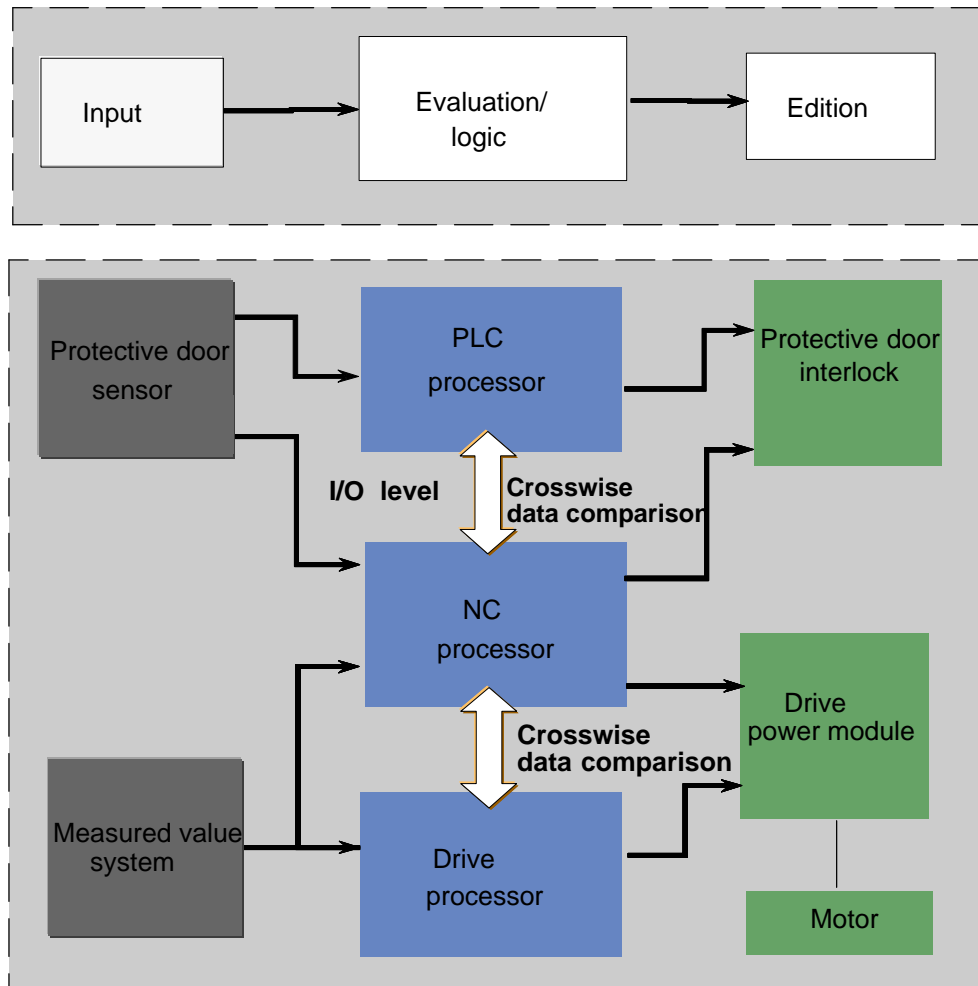 Input
Evaluation/
logic
Edition
Protective door
sensor
PLC
processor
Protective door
interlock
I/O level
Crosswise
data comparison
NC
processor
Crosswise
data comparison
Drive
power module
Measured value
system
Drive
processor
Motor